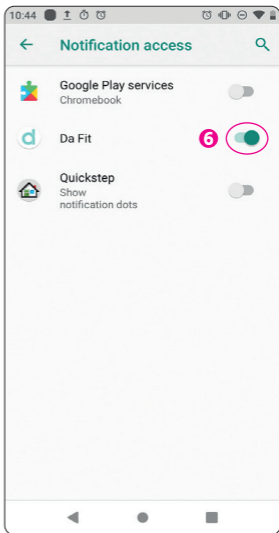 10:44
Notification access
Google Play services
Chromebook
Da Fit
6
Quickstep
Show
notification dots